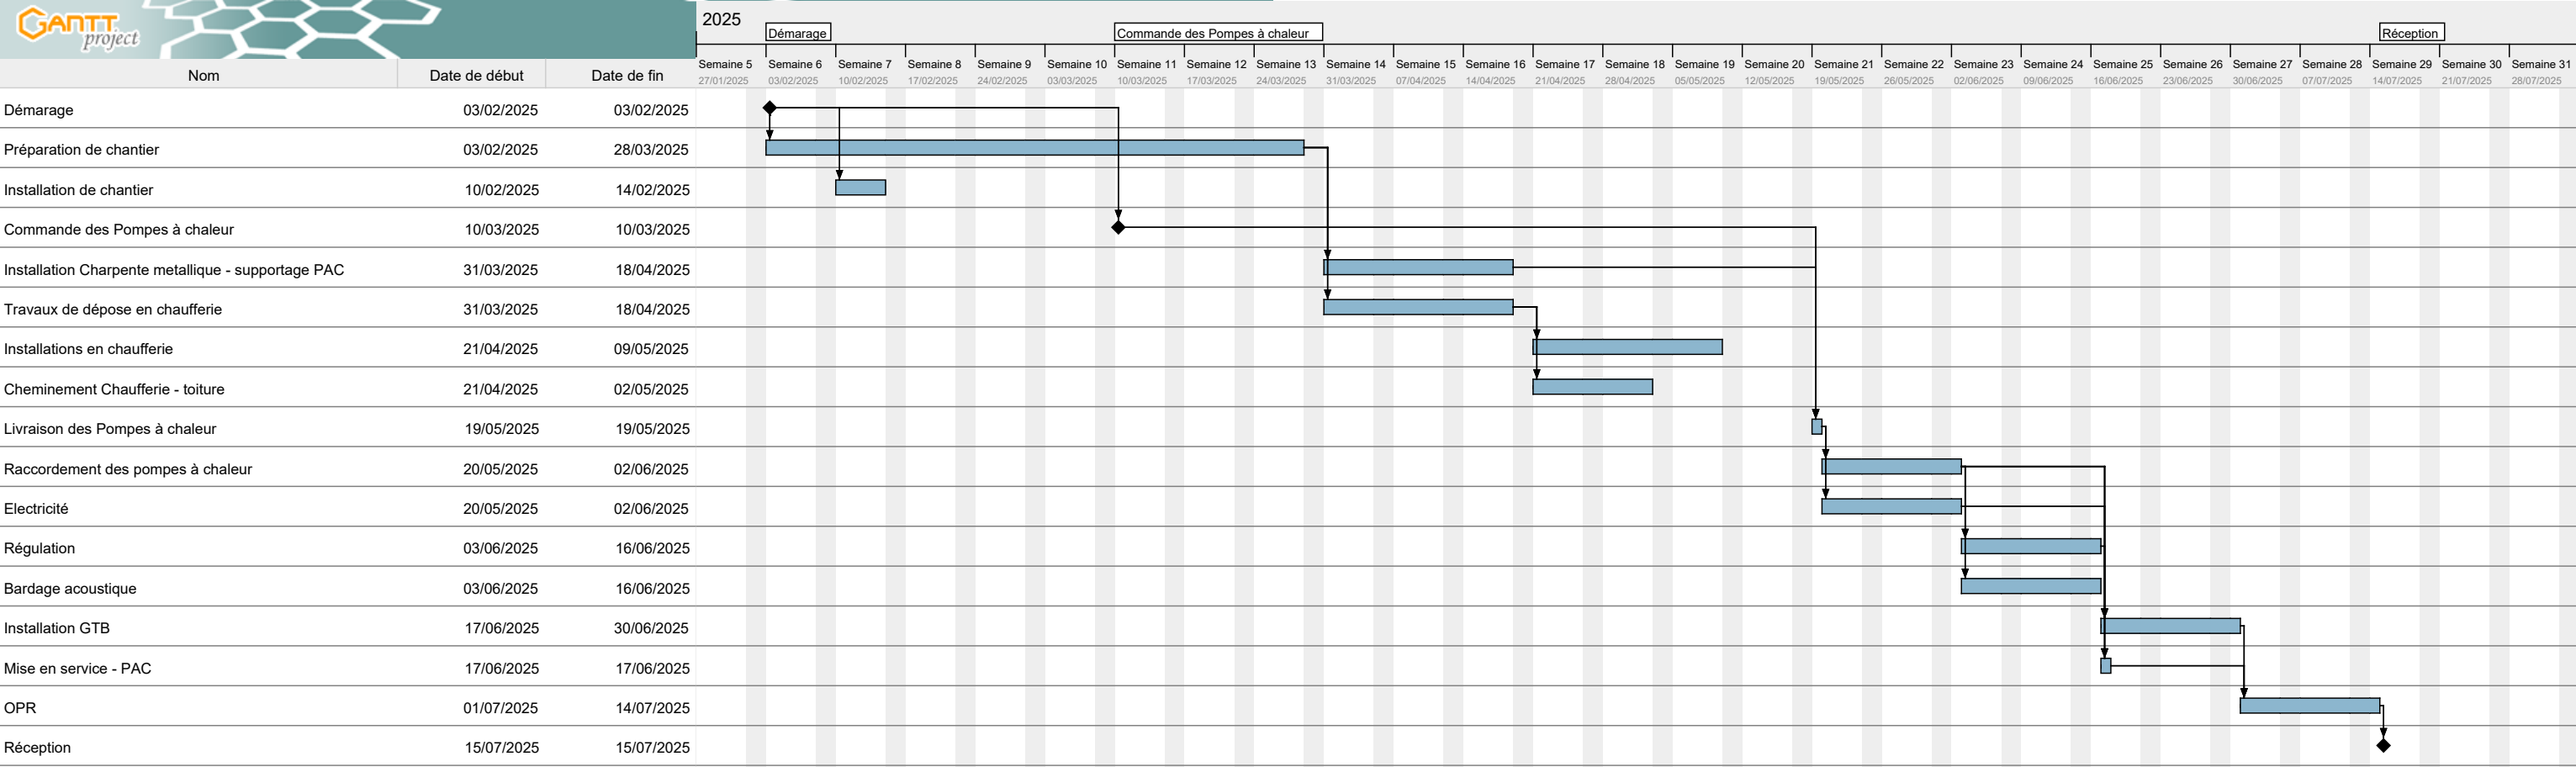 GANTT
project
2025
Démarage
Commande des Pompes à chaleur
Réception
Semaine 5 Semaine 6 Semaine 7 Semaine 8 Semaine 9 Semaine 10 Semaine 11 Semaine 12 Semaine 13 Semaine 14 Semaine 15 Semaine 16 Semaine 17 Semaine 18 Semaine 19 Semaine 20 Semaine 21 Semaine 22 Semaine 23 Semaine 24 Semaine 25 Semaine 26 Semaine 27 Semaine 28 Semaine 29 Semaine 30 Semaine 31
27/01/2025 03/02/2025 10/02/2025 17/02/2025 24/02/2025 03/03/2025 10/03/2025 17/03/2025 24/03/2025 31/03/2025 07/04/2025 14/04/2025 21/04/2025 28/04/2025 05/05/2025 12/05/2025 19/05/2025 26/05/2025 02/06/2025 09/06/2025 16/06/2025 23/06/2025 30/06/2025 07/07/2025 14/07/2025 21/07/2025 28/07/2025
Nom Date de début Date de fin
Démarage 03/02/2025 03/02/2025
Préparation de chantier 03/02/2025 28/03/2025
Installation de chantier 10/02/2025 14/02/2025
Commande des Pompes à chaleur 10/03/2025 10/03/2025
Installation Charpente metallique - supportage PAC 31/03/2025 18/04/2025
Travaux de dépose en chaufferie 31/03/2025 18/04/2025
Installations en chaufferie 21/04/2025 09/05/2025
Cheminement Chaufferie - toiture 21/04/2025 02/05/2025
Livraison des Pompes à chaleur 19/05/2025 19/05/2025
Raccordement des pompes à chaleur 20/05/2025 02/06/2025
Electricité 20/05/2025 02/06/2025
Régulation 03/06/2025 16/06/2025
Bardage acoustique 03/06/2025 16/06/2025
Installation GTB 17/06/2025 30/06/2025
Mise en service - PAC 17/06/2025 17/06/2025
OPR 01/07/2025 14/07/2025
Réception 15/07/2025 15/07/2025